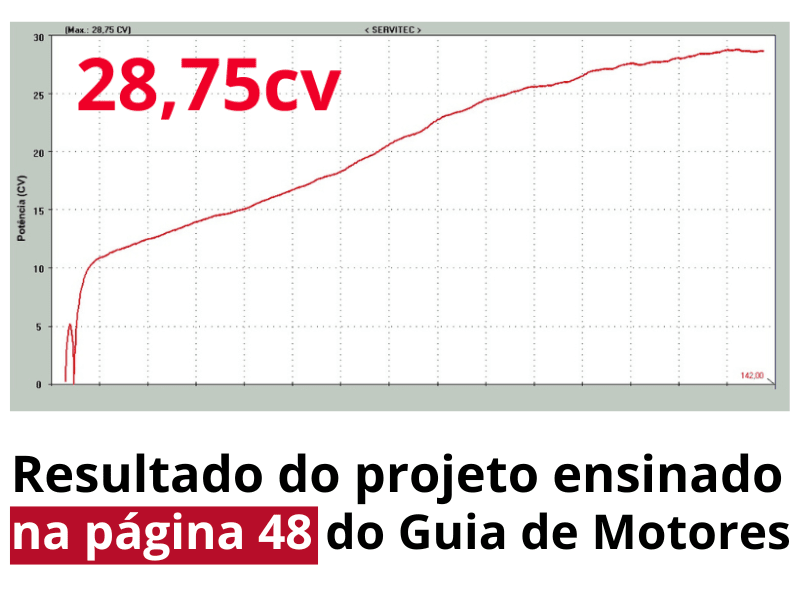 (Max.: 28,75 CV)
< SERVITEC >
28,75cv
Potência (CV)
30
25
20
15
10
5
0
142,00
Resultado do projeto ensinado
na página 48 do Guia de Motores